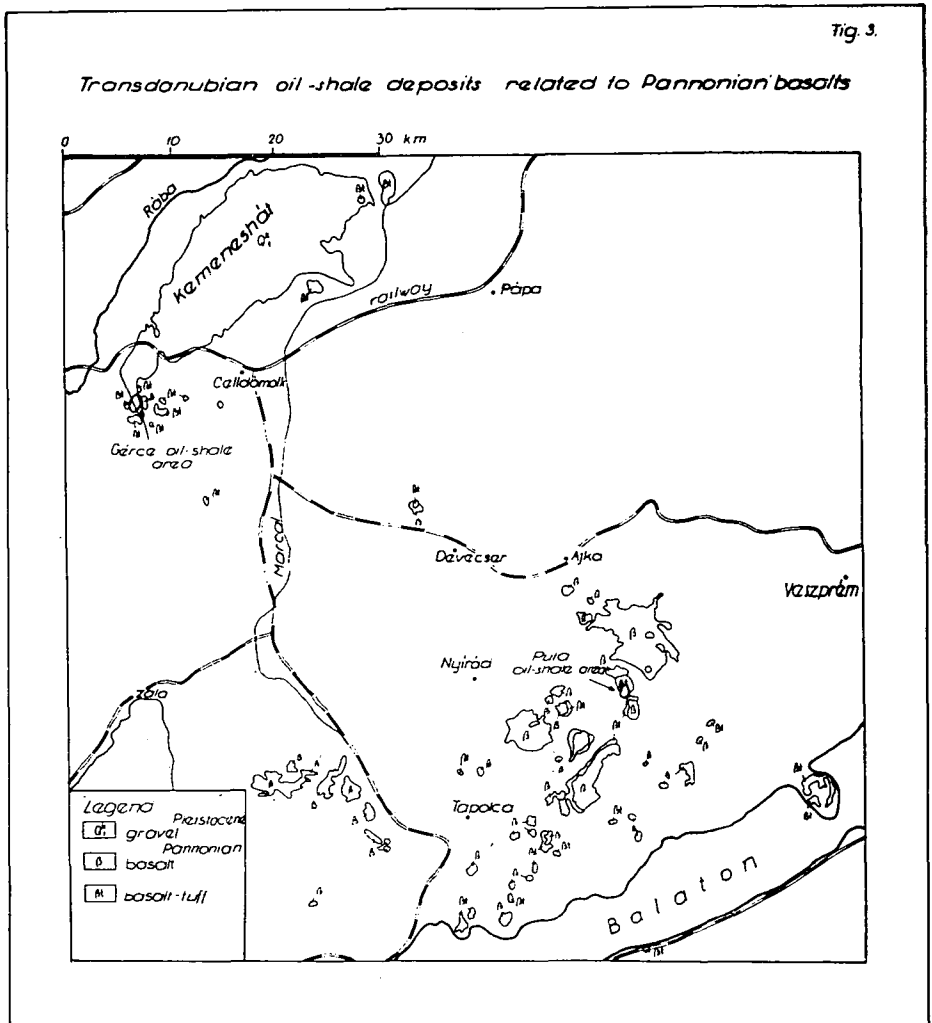 Fig. 3.
Transdanubian oil-shale deposits related to Pannonian basalts
0 10 20 30 km
Rába
Kemeneshát
railway
Pápa
Celldömölk
Gérce oil-shale
area
Marcal
Devecser
Ajka
Veszprém
Nyirád
Pula
oil-shale area
Zala
Tapolca
Balaton
Legend
Pleistocene
gravel
Pannonian
β basalt
βt basalt-tuff